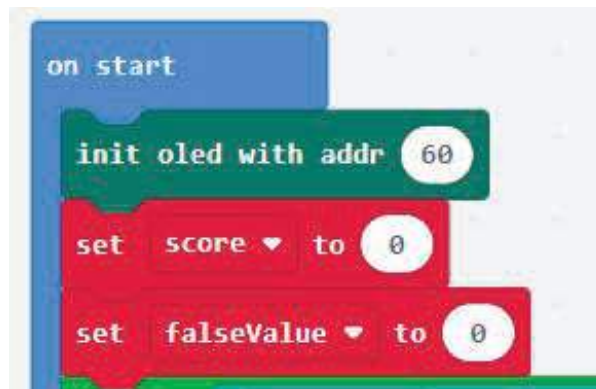 on start
init oled with addr 60
set score to 0
set falseValue to 0